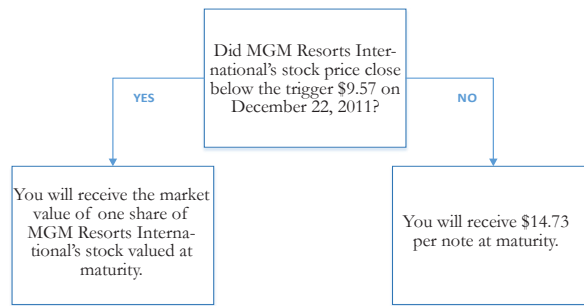 Did MGM Resorts Inter-
national's stock price close
below the trigger $9.57 on
December 22, 2011?
YES
NO
You will receive the market
value of one share of
MGM Resorts Interna-
tional's stock valued at
maturity.
You will receive $14.73
per note at maturity.